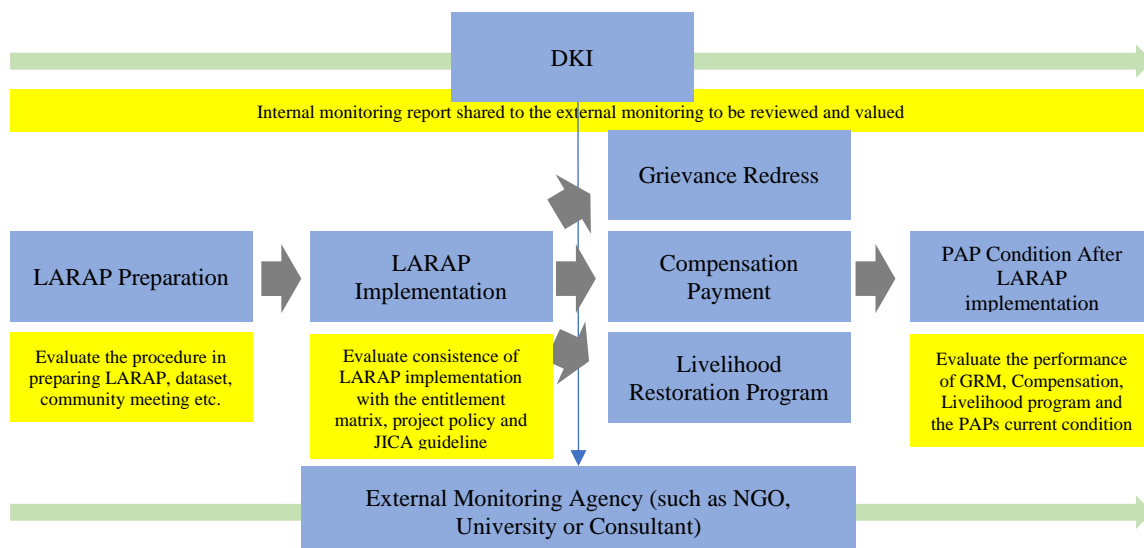 DKI
Internal monitoring report shared to the external monitoring to be reviewed and valued
Grievance Redress
LARAP Preparation
LARAP
Implementation
Compensation
Payment
PAP Condition After
LARAP
implementation
Evaluate the procedure in
preparing LARAP, dataset,
community meeting etc.
Evaluate consistence of
LARAP implementation
with the entitlement
matrix, project policy and
JICA guideline
Livelihood
Restoration Program
Evaluate the performance
of GRM, Compensation,
Livelihood program and
the PAPs current condition
External Monitoring Agency (such as NGO,
University or Consultant)